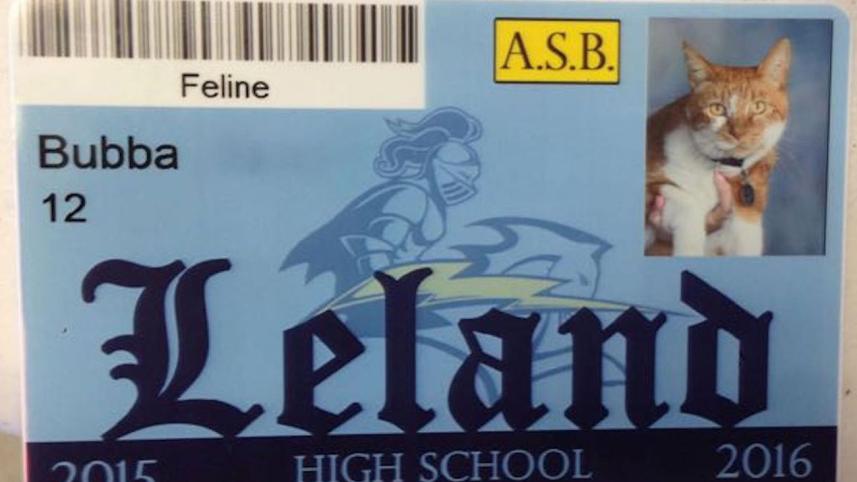 Feline
A.S.B.
Bubba
12
Leland
2015 HIGH SCHOOL 2016